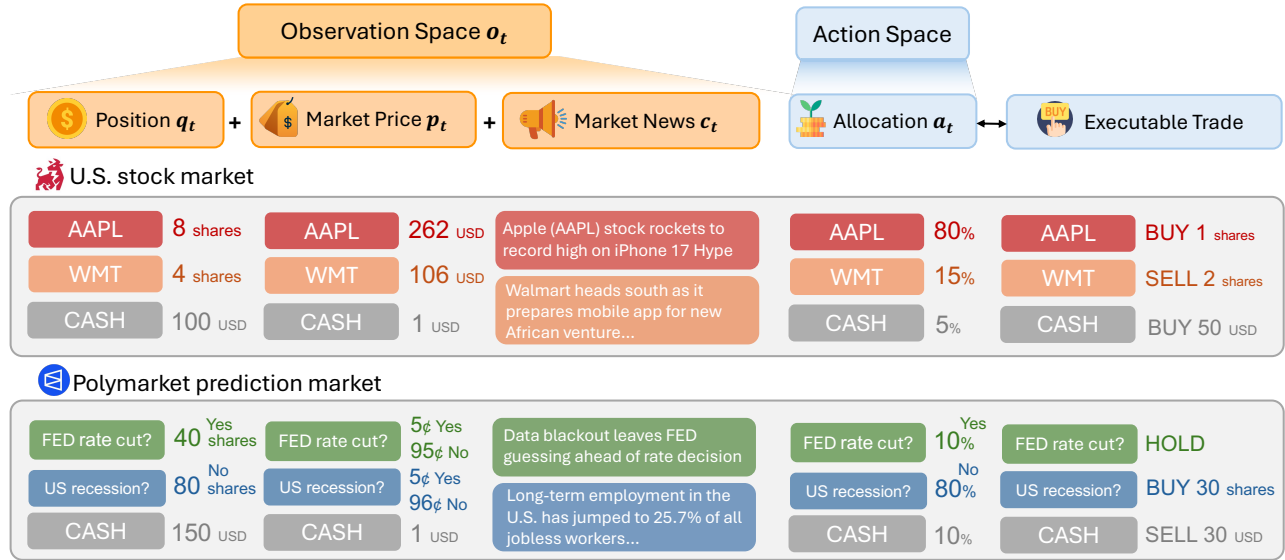 Observation Space oₜ
Action Space
Position qₜ + Market Price pₜ + Market News cₜ
Allocation aₜ
BUY
Executable Trade
U.S. stock market
AAPL 8 shares AAPL 262 USD
Apple (AAPL) stock rockets to
record high on iPhone 17 Hype
AAPL 80% AAPL BUY 1 shares
WMT 4 shares WMT 106 USD
Walmart heads south as it
prepares mobile app for new
African venture...
WMT 15% WMT SELL 2 shares
CASH 100 USD CASH 1 USD
CASH 5% CASH BUY 50 USD
Polymarket prediction market
FED rate cut? 40 Yes shares FED rate cut? 5¢ Yes
95¢ No
Data blackout leaves FED
guessing ahead of rate decision
FED rate cut? Yes 10% FED rate cut? HOLD
US recession? 80 No shares US recession? 5¢ Yes
96¢ No
Long-term employment in the
U.S. has jumped to 25.7% of all
jobless workers...
US recession? No 80% US recession? BUY 30 shares
CASH 150 USD CASH 1 USD
CASH 10% CASH SELL 30 USD